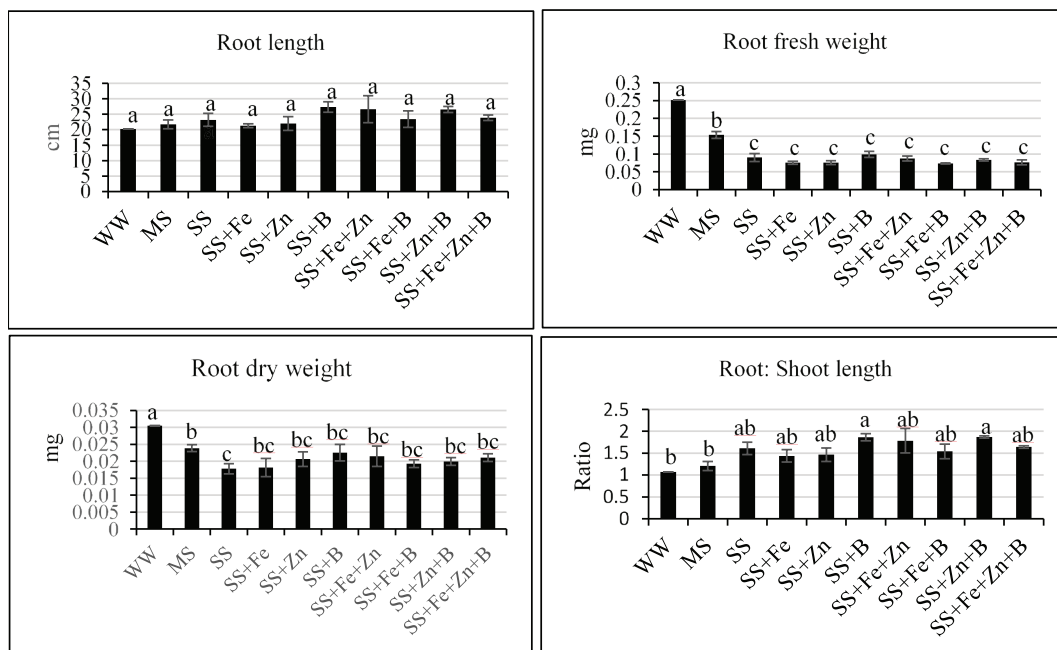 Root length
35
30
25
20
15
10
5
0
cm
a a a a a a a a a a
WW MS SS SS+Fe SS+Zn SS+B SS+Fe+Zn SS+Fe+B SS+Zn+B SS+Fe+Zn+B
Root fresh weight
0.3
0.25
0.2
0.15
0.1
0.05
0
mg
a b c c c c c c c c
WW MS SS SS+Fe SS+Zn SS+B SS+Fe+Zn SS+Fe+B SS+Zn+B SS+Fe+Zn+B
Root dry weight
0.035
0.03
0.025
0.02
0.015
0.01
0.005
0
mg
a b c bc bc bc bc bc bc bc
WW MS SS SS+Fe SS+Zn SS+B SS+Fe+Zn SS+Fe+B SS+Zn+B SS+Fe+Zn+B
Root: Shoot length
2.5
2
1.5
1
0.5
0
Ratio
b b ab ab ab a ab ab a ab
WW MS SS SS+Fe SS+Zn SS+B SS+Fe+Zn SS+Fe+B SS+Zn+B SS+Fe+Zn+B